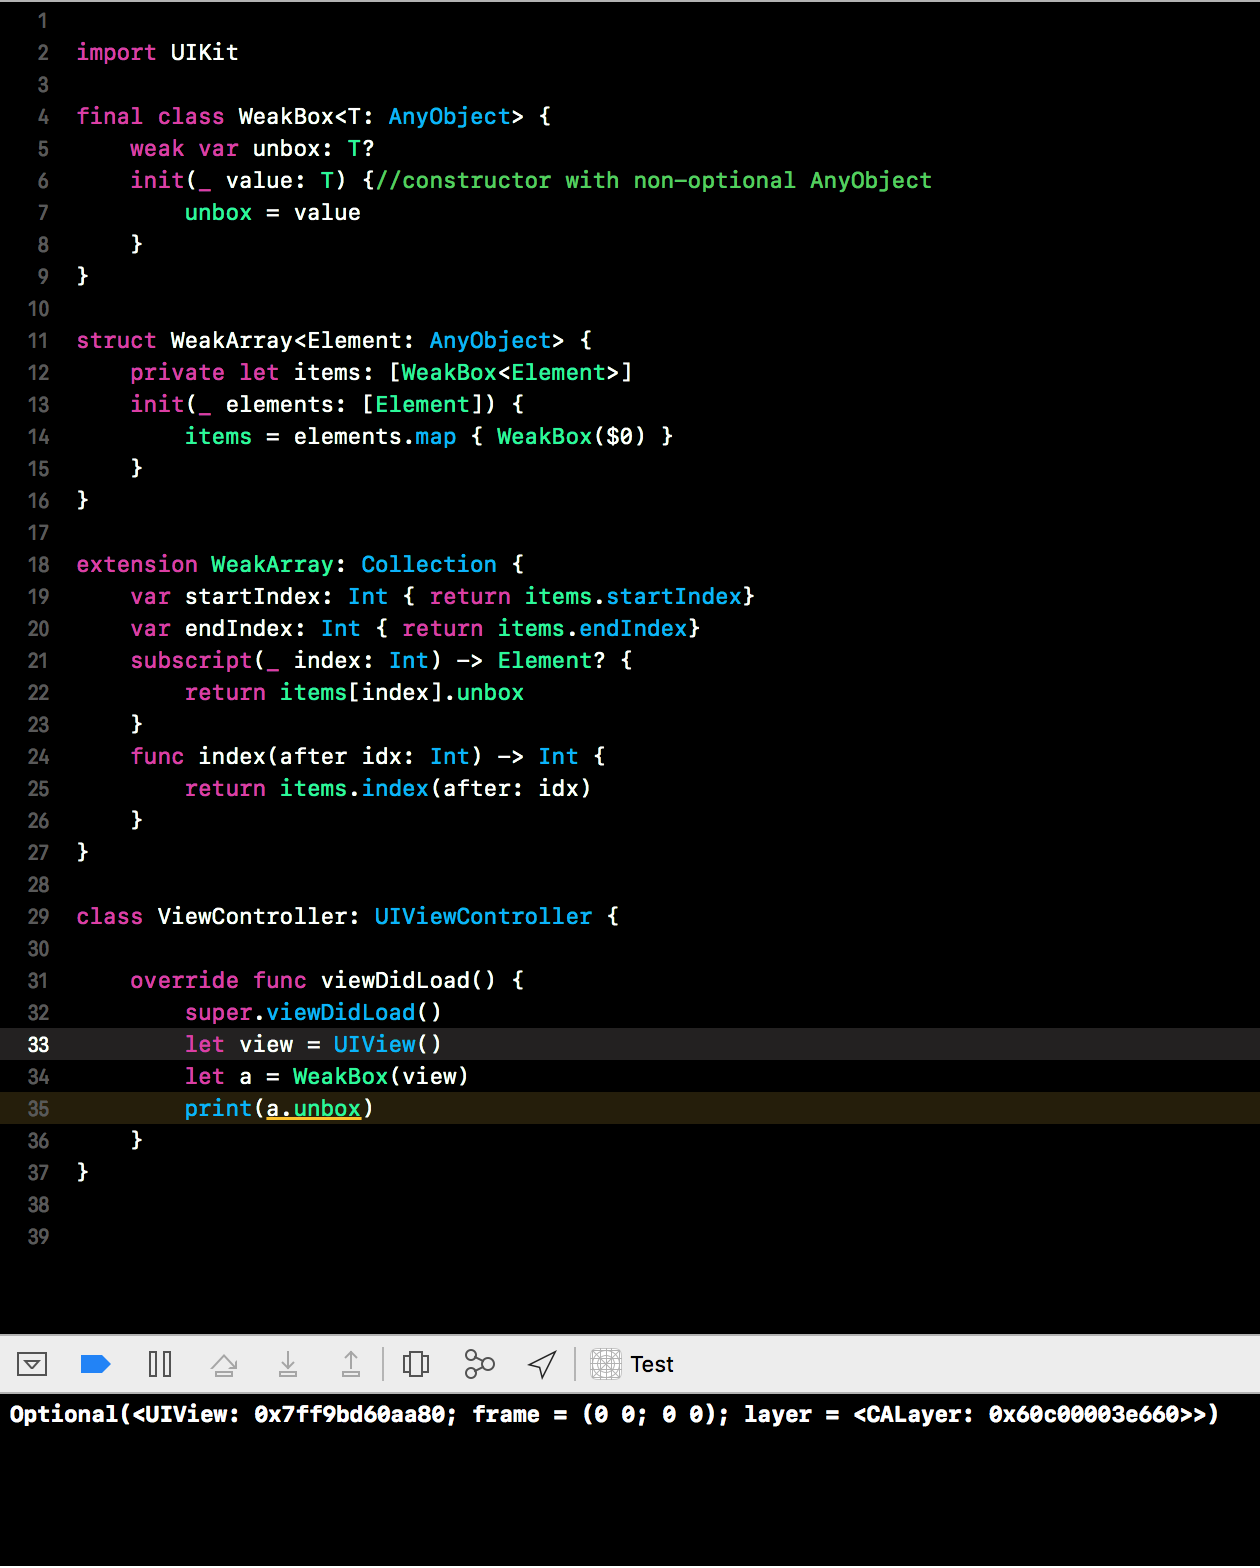 1
2 import UIKit
3
4 final class WeakBox<T: AnyObject> {
5     weak var unbox: T?
6     init(_ value: T) {//constructor with non-optional AnyObject
7         unbox = value
8     }
9 }
10
11 struct WeakArray<Element: AnyObject> {
12     private let items: [WeakBox<Element>]
13     init(_ elements: [Element]) {
14         items = elements.map { WeakBox($0) }
15     }
16 }
17
18 extension WeakArray: Collection {
19     var startIndex: Int { return items.startIndex}
20     var endIndex: Int { return items.endIndex}
21     subscript(_ index: Int) -> Element? {
22         return items[index].unbox
23     }
24     func index(after idx: Int) -> Int {
25         return items.index(after: idx)
26     }
27 }
28
29 class ViewController: UIViewController {
30
31     override func viewDidLoad() {
32         super.viewDidLoad()
33         let view = UIView()
34         let a = WeakBox(view)
35         print(a.unbox)
36     }
37 }
38
39
Test
Optional(<UIView: 0x7ff9bd60aa80; frame = (0 0; 0 0); layer = <CALayer: 0x60c00003e660>>)